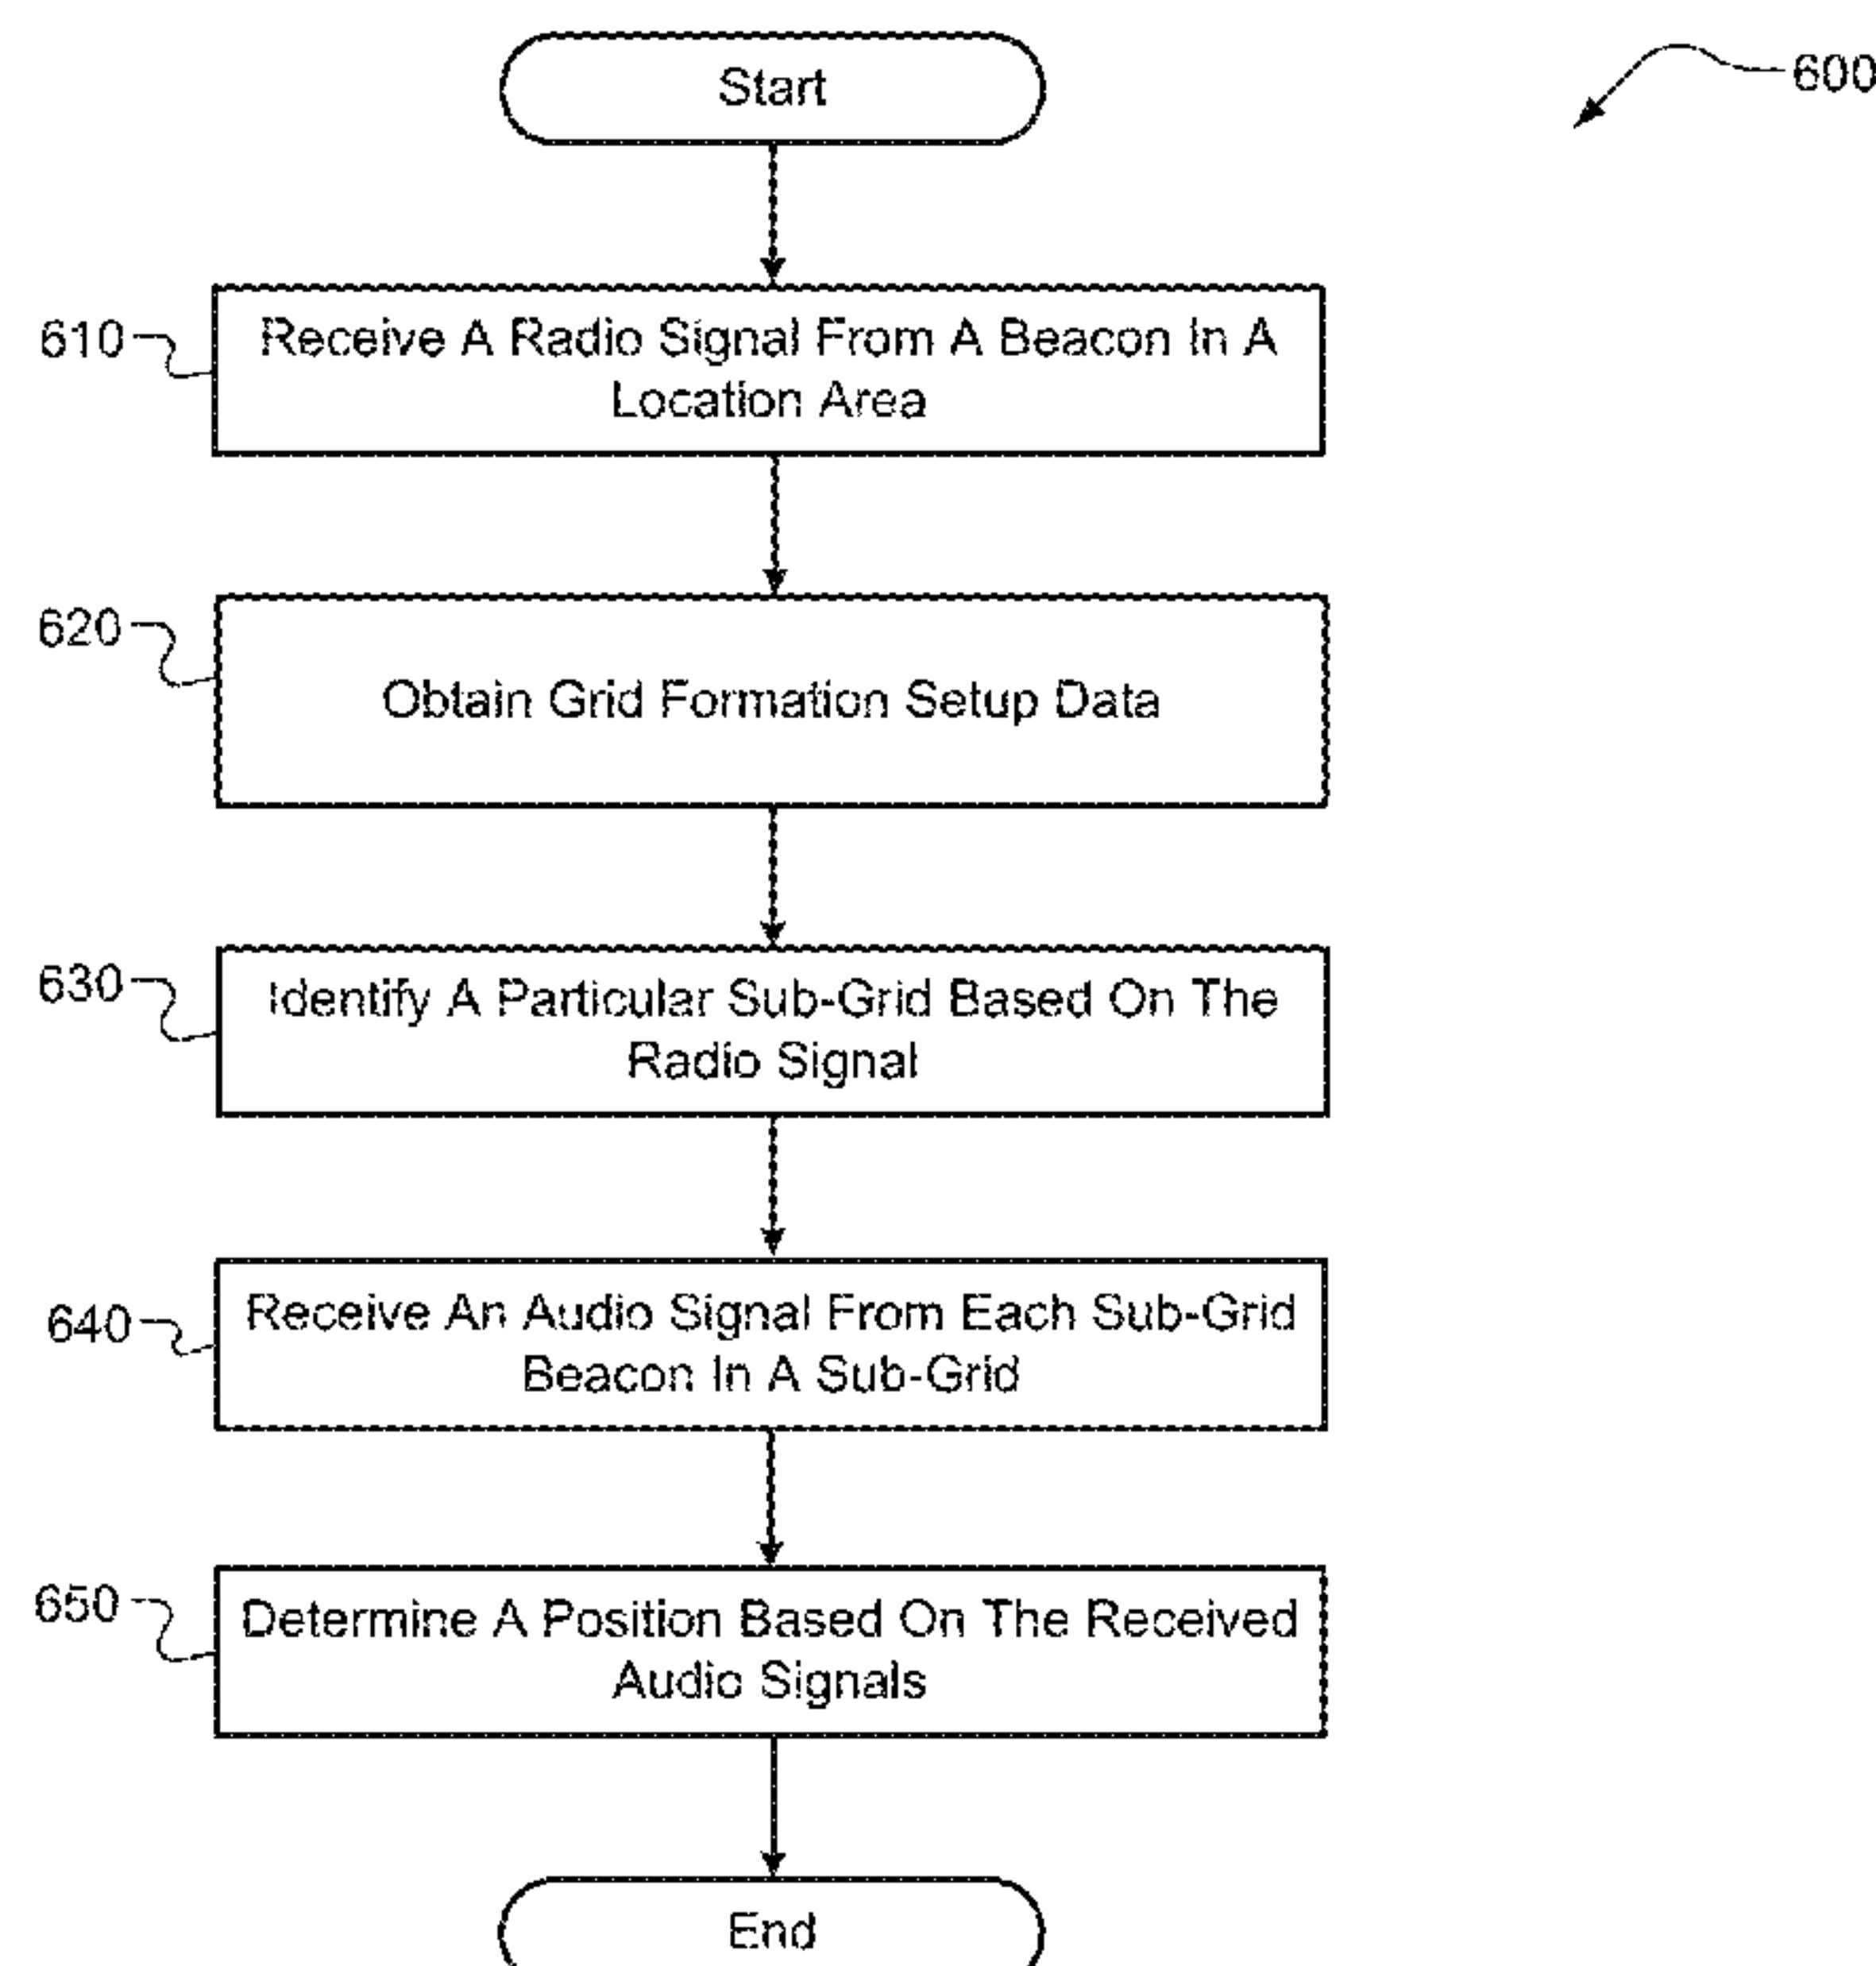 Start
600
610
Receive A Radio Signal From A Beacon In A
Location Area
620
Obtain Grid Formation Setup Data
630
Identify A Particular Sub-Grid Based On The
Radio Signal
640
Receive An Audio Signal From Each Sub-Grid
Beacon In A Sub-Grid
650
Determine A Position Based On The Received
Audio Signals
End